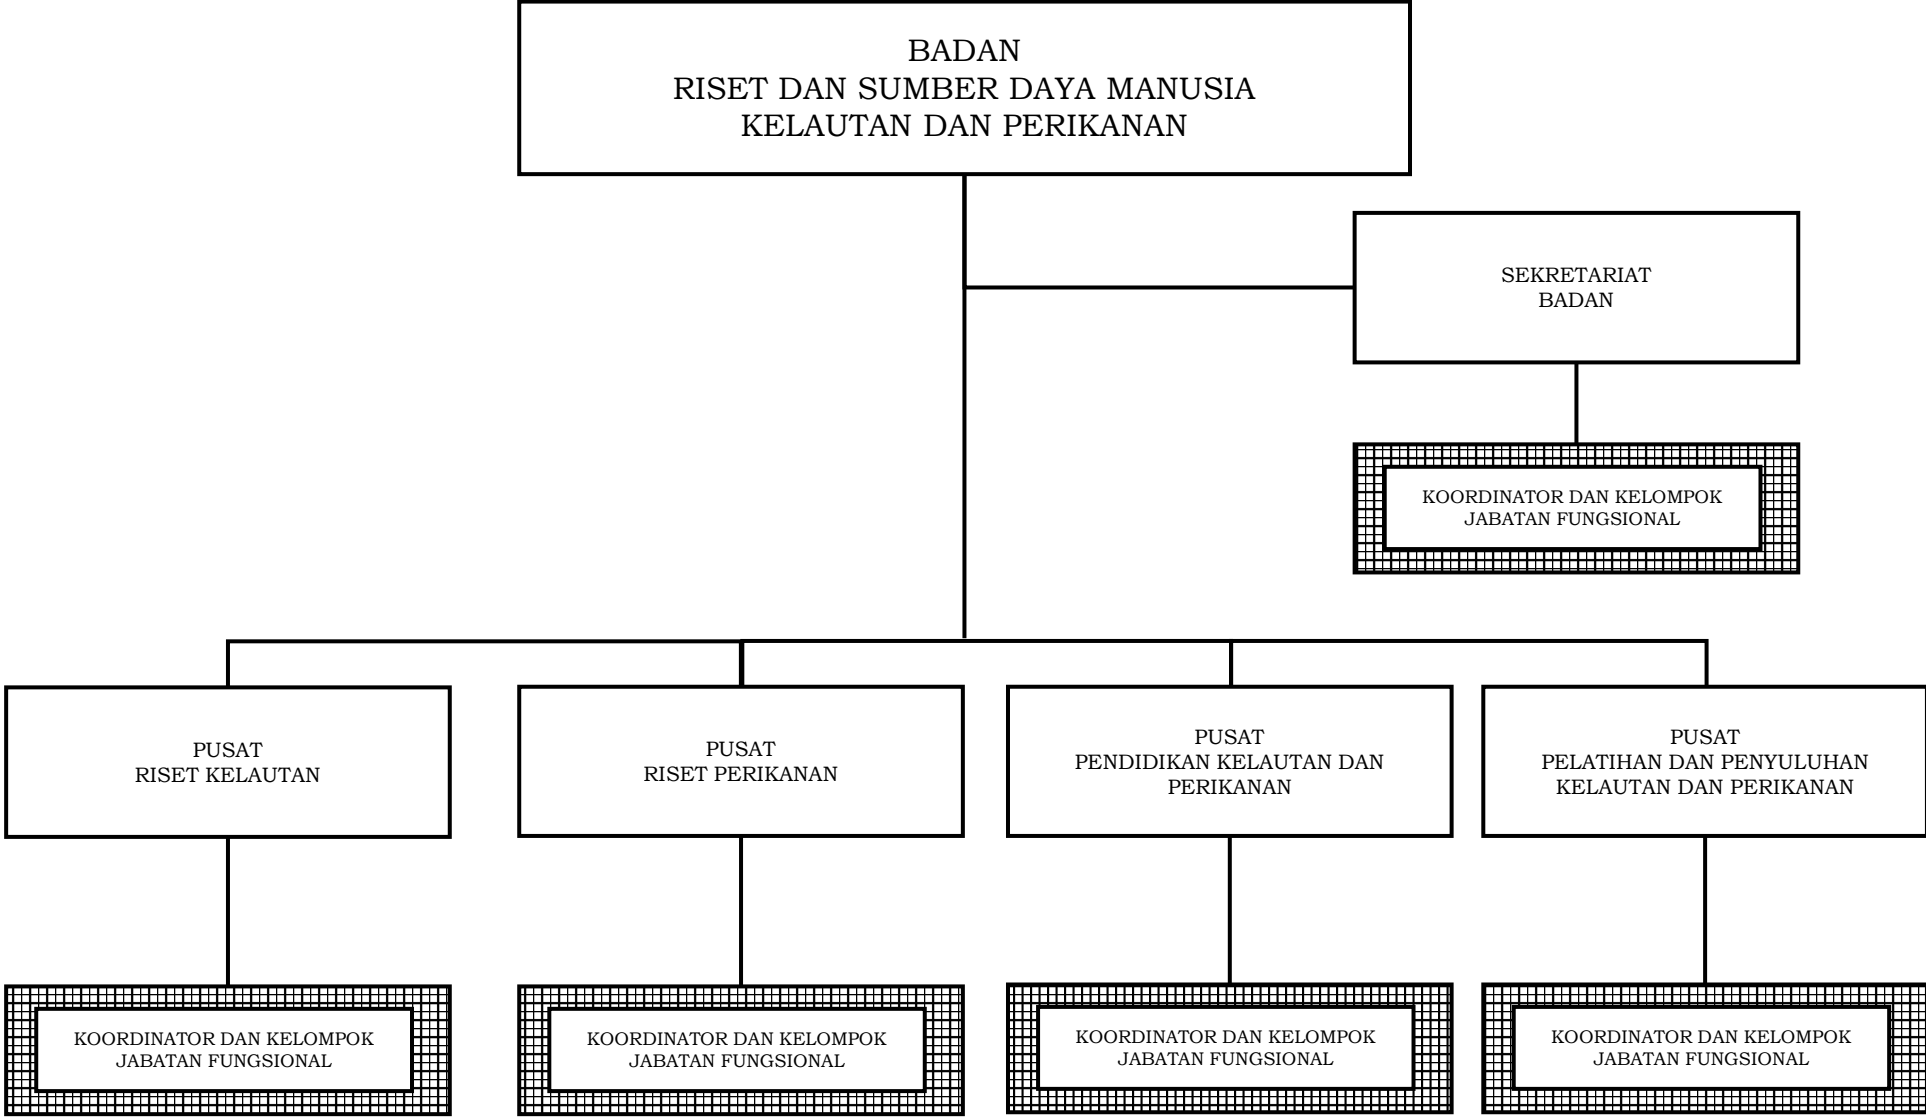 BADAN
RISET DAN SUMBER DAYA MANUSIA
KELAUTAN DAN PERIKANAN
SEKRETARIAT
BADAN
KOORDINATOR DAN KELOMPOK
JABATAN FUNGSIONAL
PUSAT
RISET KELAUTAN
PUSAT
RISET PERIKANAN
PUSAT
PENDIDIKAN KELAUTAN DAN
PERIKANAN
PUSAT
PELATIHAN DAN PENYULUHAN
KELAUTAN DAN PERIKANAN
KOORDINATOR DAN KELOMPOK
JABATAN FUNGSIONAL
KOORDINATOR DAN KELOMPOK
JABATAN FUNGSIONAL
KOORDINATOR DAN KELOMPOK
JABATAN FUNGSIONAL
KOORDINATOR DAN KELOMPOK
JABATAN FUNGSIONAL